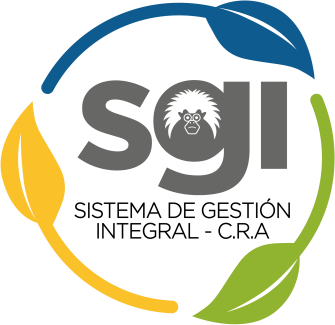 sgi
SISTEMA DE GESTIÓN
INTEGRAL - C.R.A